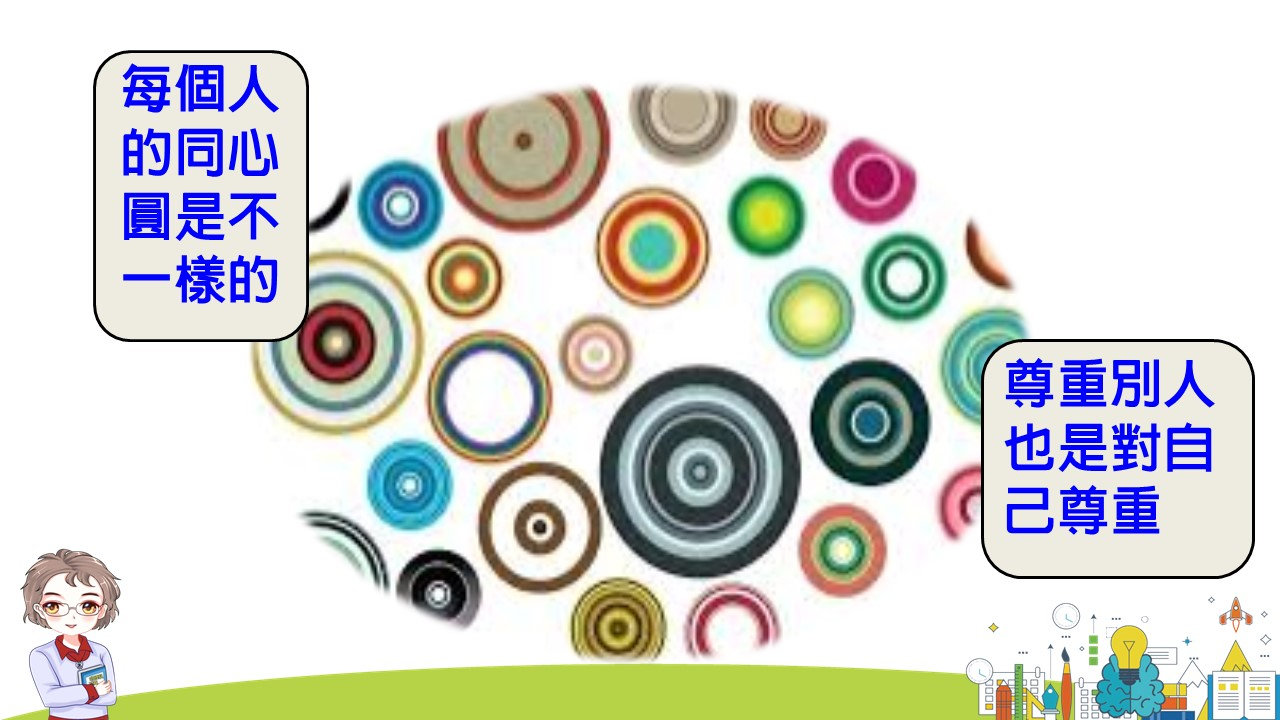 每個人
的同心
圓是不
一樣的
尊重別人
也是對自
己尊重